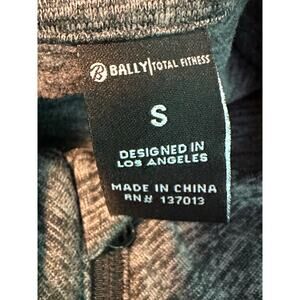 BALLY TOTAL FITNESS
S
DESIGNED IN
LOS ANGELES
MADE IN CHINA
RN# 137013